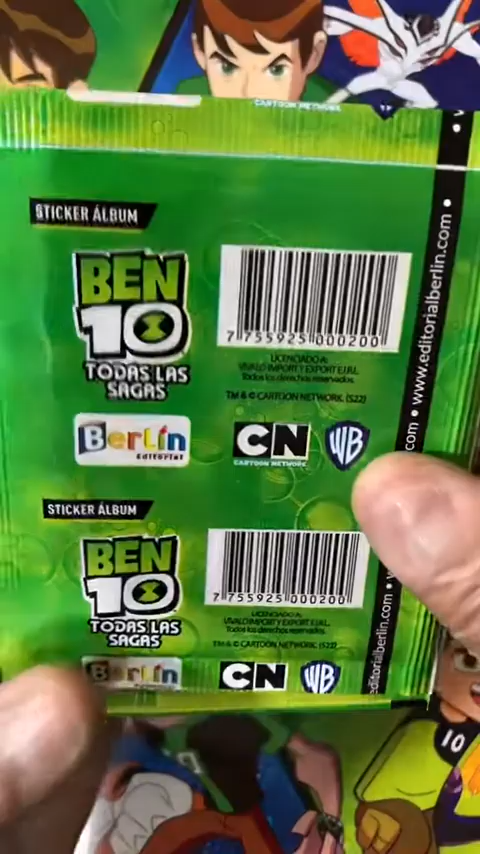 CARTOON NETWORK
STICKER ÁLBUM
BEN
10
TODAS LAS
SAGAS
7 755925 000200
LICENCIADO A:
VIVALO IMPORT Y EXPORT E.I.R.L.
Todos los derechos reservados.
TM & © CARTOON NETWORK. (S22)
Berlín
Editorial
CN
CARTOON NETWORK
WB
com • www.editorialberlin.com •
STICKER ÁLBUM
BEN
10
TODAS LAS
SAGAS
7 755925 000200
LICENCIADO A:
VIVALO IMPORT Y EXPORT E.I.R.L.
Todos los derechos reservados.
TM & © CARTOON NETWORK. (S22)
Berlín
CN
WB
editorialberlin.com •
10